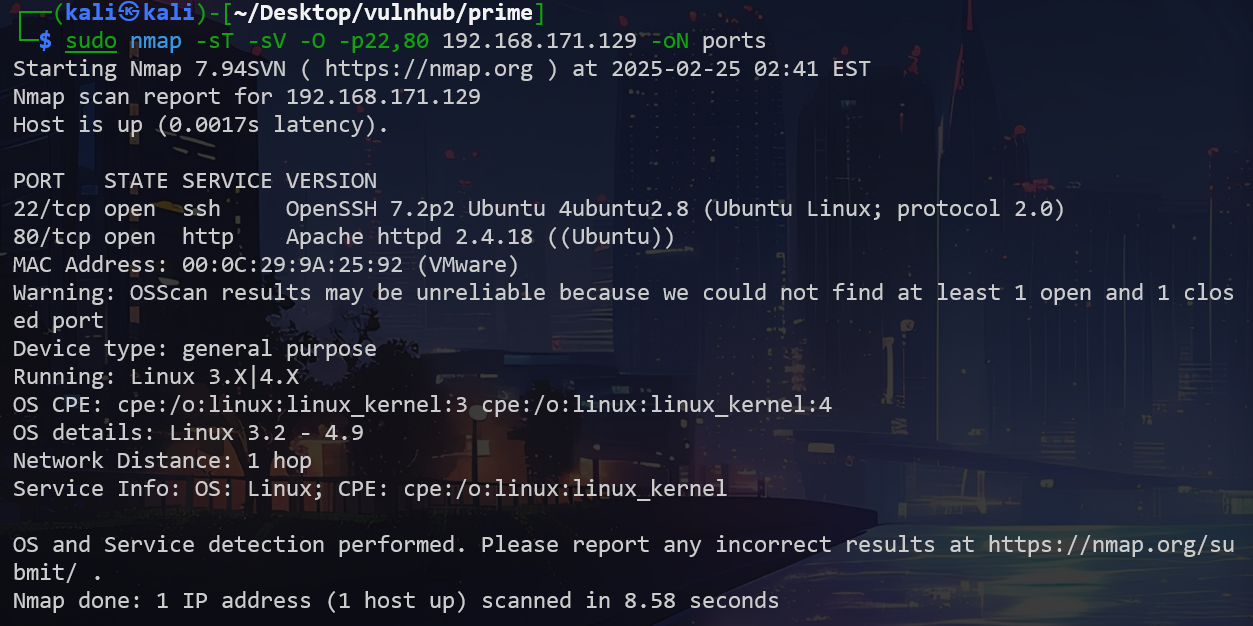 ┌──(kali㉿kali)-[~/Desktop/vulnhub/prime]
└─$ sudo nmap -sT -sV -O -p22,80 192.168.171.129 -oN ports
Starting Nmap 7.94SVN ( https://nmap.org ) at 2025-02-25 02:41 EST
Nmap scan report for 192.168.171.129
Host is up (0.0017s latency).

PORT   STATE SERVICE VERSION
22/tcp open  ssh     OpenSSH 7.2p2 Ubuntu 4ubuntu2.8 (Ubuntu Linux; protocol 2.0)
80/tcp open  http    Apache httpd 2.4.18 ((Ubuntu))
MAC Address: 00:0C:29:9A:25:92 (VMware)
Warning: OSScan results may be unreliable because we could not find at least 1 open and 1 clos
ed port
Device type: general purpose
Running: Linux 3.X|4.X
OS CPE: cpe:/o:linux:linux_kernel:3 cpe:/o:linux:linux_kernel:4
OS details: Linux 3.2 - 4.9
Network Distance: 1 hop
Service Info: OS: Linux; CPE: cpe:/o:linux:linux_kernel

OS and Service detection performed. Please report any incorrect results at https://nmap.org/su
bmit/ .
Nmap done: 1 IP address (1 host up) scanned in 8.58 seconds